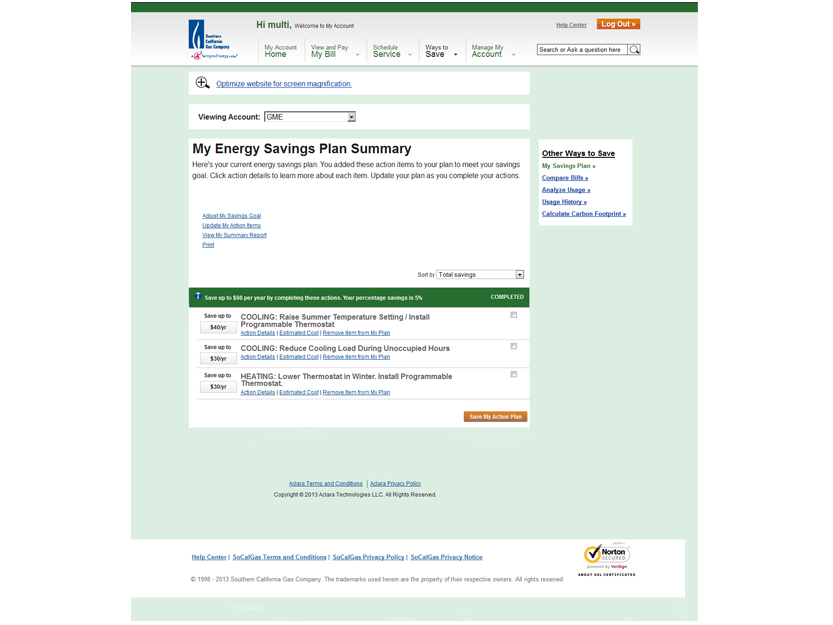 Hi multi, Welcome to My Account
Help Center
Log Out »
Southern
California
Gas Company
My Account
Home
View and Pay
My Bill
Schedule
Service
Ways to
Save
Manage My
Account
Search or Ask a question here
Optimize website for screen magnification.
Viewing Account: GME
My Energy Savings Plan Summary
Here's your current energy savings plan. You added these action items to your plan to meet your savings
goal. Click action details to learn more about each item. Update your plan as you complete your actions.
Adjust My Savings Goal
Update My Action Items
View My Summary Report
Print
Sort by Total savings
Save up to $98 per year by completing these actions. Your percentage savings is 5% COMPLETED
Save up to
$40/yr
COOLING: Raise Summer Temperature Setting / Install
Programmable Thermostat
Action Details | Estimated Cost | Remove Item from My Plan
Save up to
$30/yr
COOLING: Reduce Cooling Load During Unoccupied Hours
Action Details | Estimated Cost | Remove Item from My Plan
Save up to
$30/yr
HEATING: Lower Thermostat in Winter. Install Programmable
Thermostat.
Action Details | Estimated Cost | Remove Item from My Plan
Save My Action Plan
Other Ways to Save
My Savings Plan »
Compare Bills »
Analyze Usage »
Usage History »
Calculate Carbon Footprint »
Aclara Terms and Conditions | Aclara Privacy Policy
Copyright © 2013 Aclara Technologies LLC. All Rights Reserved.
Help Center | SoCalGas Terms and Conditions | SoCalGas Privacy Policy | SoCalGas Privacy Notice
© 1998 - 2013 Southern California Gas Company. The trademarks used herein are the property of their respective owners. All rights reserved.
Norton
SECURED
powered by VeriSign
ABOUT SSL CERTIFICATES